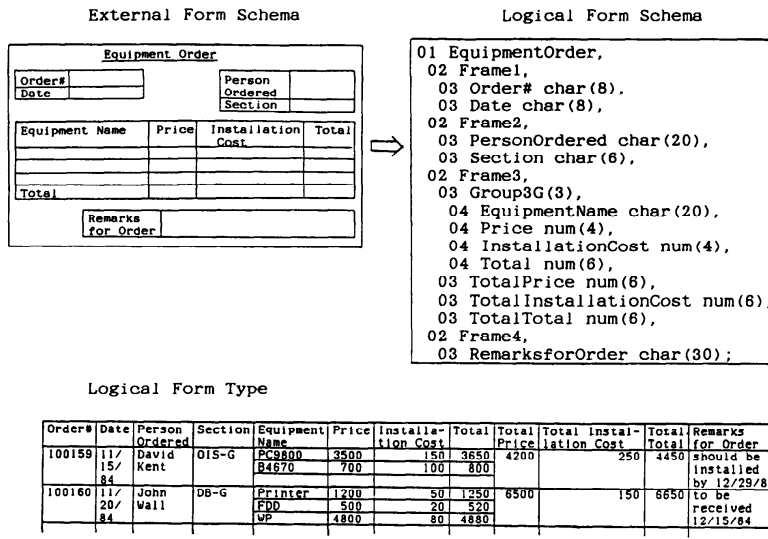 External Form Schema
Logical Form Schema
Equipment Order
Order#
Date
Person
Ordered
Section
Equipment Name Price Installation Total
Cost
Total
Remarks
for Order
01 EquipmentOrder,
02 Frame1,
03 Order# char(8),
03 Date char(8),
02 Frame2,
03 PersonOrdered char(20),
03 Section char(6),
02 Frame3,
03 Group3G(3),
04 EquipmentName char(20),
04 Price num(4),
04 InstallationCost num(4),
04 Total num(6),
03 TotalPrice num(6),
03 TotalInstallationCost num(6),
03 TotalTotal num(6),
02 Frame4,
03 RemarksforOrder char(30);
Logical Form Type
Order# Date Person Section Equipment Price Installa- Total Total Total Instal- Total Remarks
Ordered Name tion Cost Price lation Cost Total for Order
100159 11/ David OIS-G PC9800 3500 150 3650 4200 250 4450 should be
15/ Kent B4670 700 100 800 installed
84 by 12/29/8
100160 11/ John DB-G Printer 1200 50 1250 6500 150 6650 to be
20/ Wall FDD 500 20 520 received
84 WP 4800 80 4880 12/15/84